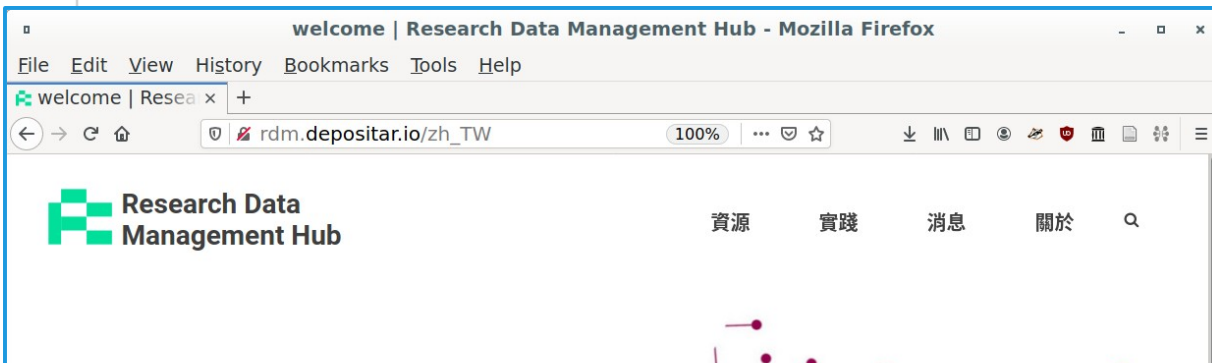 welcome | Research Data Management Hub - Mozilla Firefox
File Edit View History Bookmarks Tools Help
welcome | Resea
rdm.depositar.io/zh_TW 100%
Research Data
Management Hub
資源 實踐 消息 關於